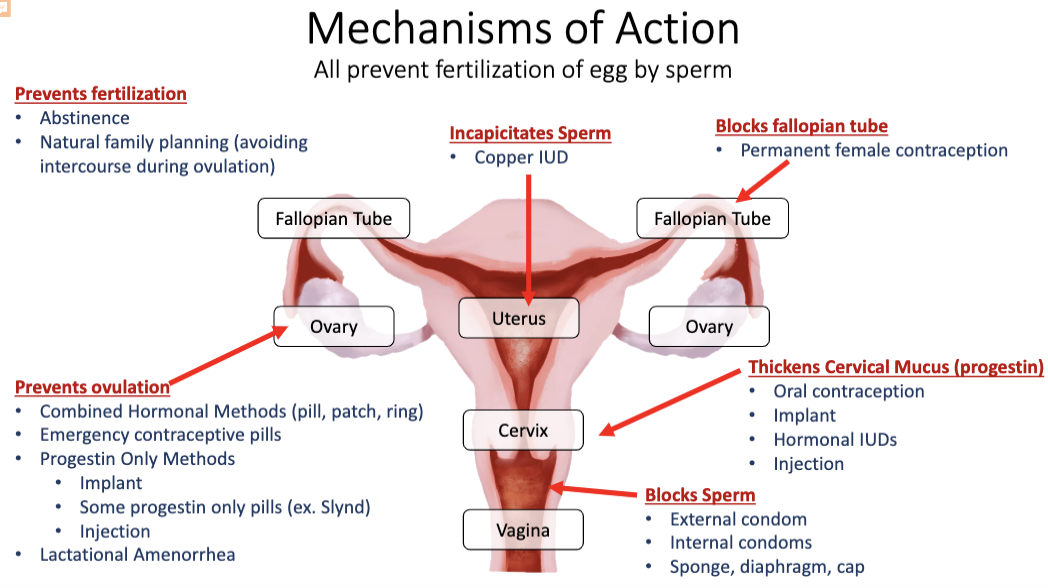 Mechanisms of Action
All prevent fertilization of egg by sperm
Prevents fertilization
• Abstinence
• Natural family planning (avoiding
intercourse during ovulation)
Incapicitates Sperm
• Copper IUD
Blocks fallopian tube
• Permanent female contraception
Fallopian Tube
Fallopian Tube
Uterus
Ovary
Ovary
Prevents ovulation
• Combined Hormonal Methods (pill, patch, ring)
• Emergency contraceptive pills
• Progestin Only Methods
• Implant
• Some progestin only pills (ex. Slynd)
• Injection
• Lactational Amenorrhea
Thickens Cervical Mucus (progestin)
• Oral contraception
• Implant
• Hormonal IUDs
• Injection
Cervix
Blocks Sperm
• External condom
• Internal condoms
• Sponge, diaphragm, cap
Vagina